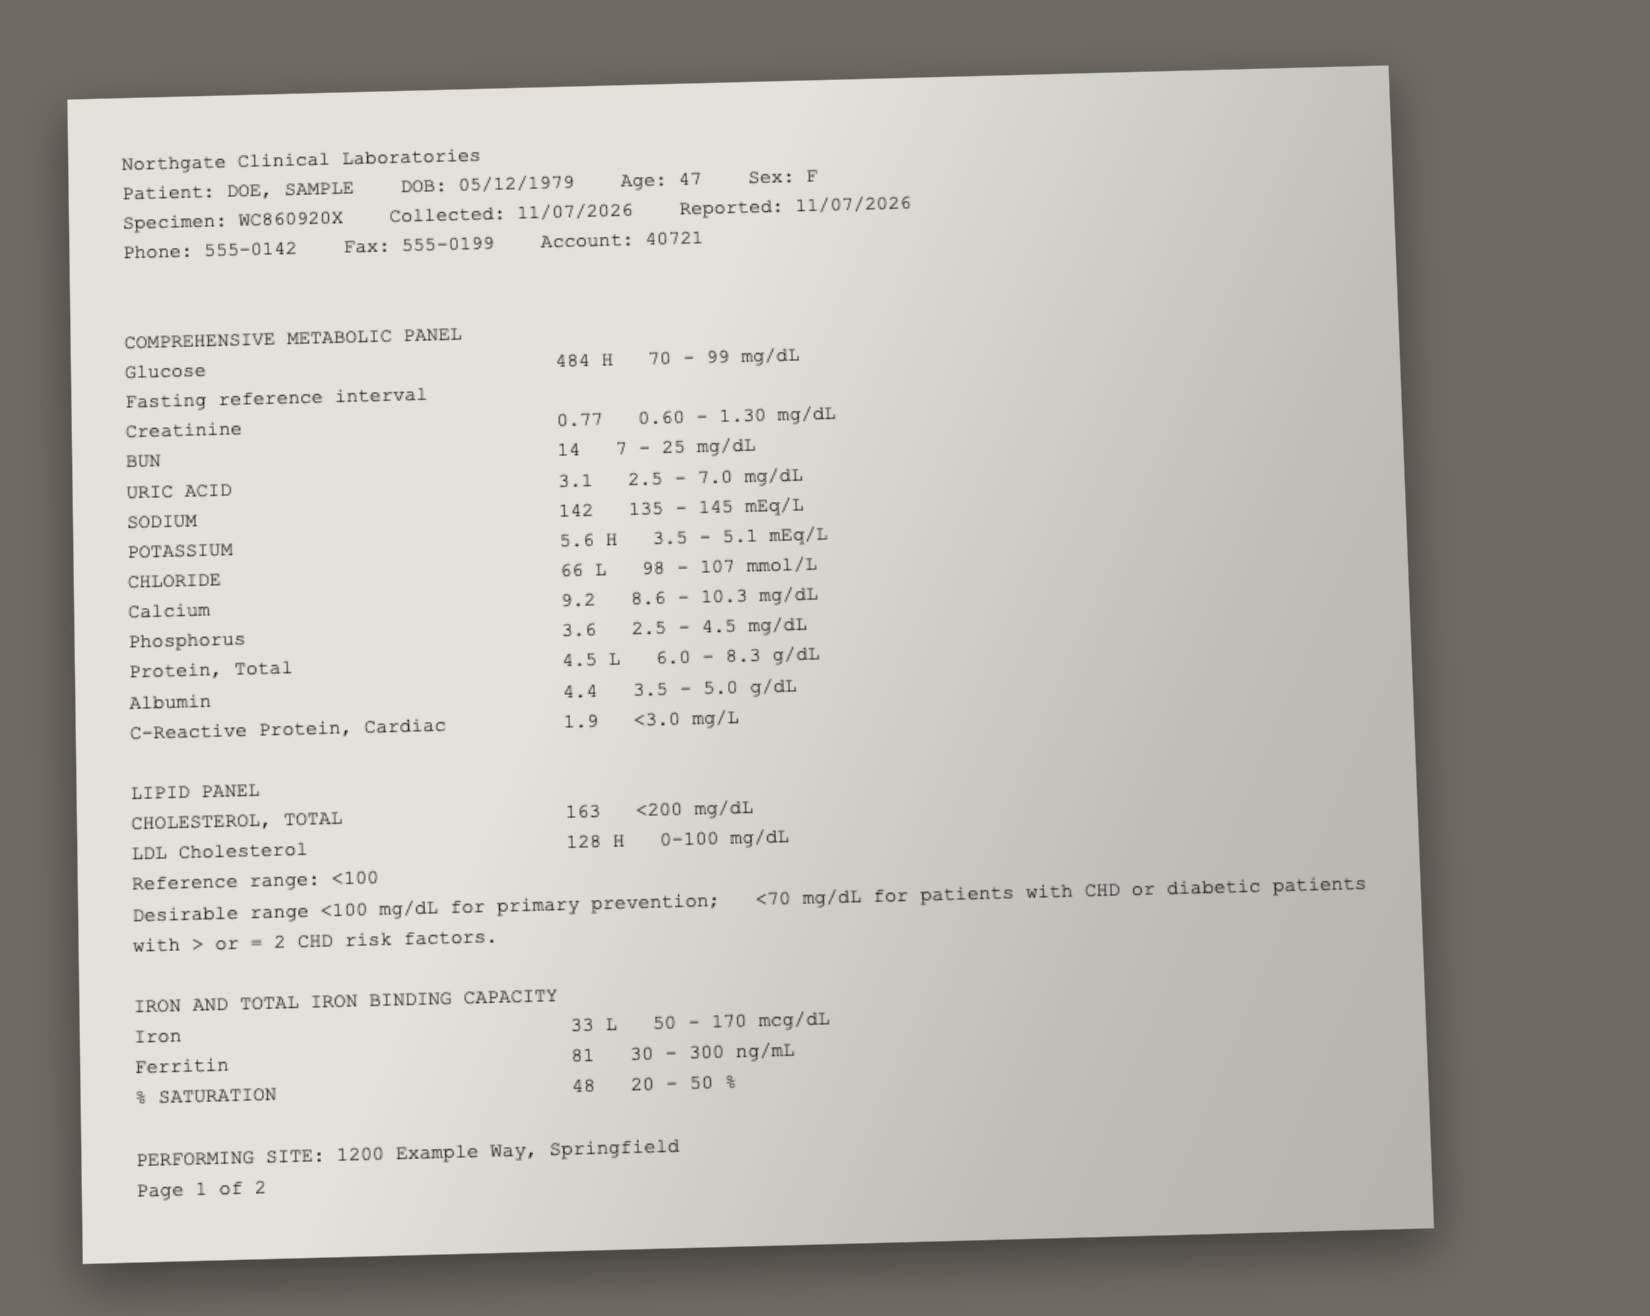 Northgate Clinical Laboratories
Patient: DOE, SAMPLE DOB: 05/12/1979 Age: 47 Sex: F
Specimen: WC860920X Collected: 11/07/2026 Reported: 11/07/2026
Phone: 555-0142 Fax: 555-0199 Account: 40721
COMPREHENSIVE METABOLIC PANEL
Glucose 484 H 70 - 99 mg/dL
Fasting reference interval
Creatinine 0.77 0.60 - 1.30 mg/dL
BUN 14 7 - 25 mg/dL
URIC ACID 3.1 2.5 - 7.0 mg/dL
SODIUM 142 135 - 145 mEq/L
POTASSIUM 5.6 H 3.5 - 5.1 mEq/L
CHLORIDE 66 L 98 - 107 mmol/L
Calcium 9.2 8.6 - 10.3 mg/dL
Phosphorus 3.6 2.5 - 4.5 mg/dL
Protein, Total 4.5 L 6.0 - 8.3 g/dL
Albumin 4.4 3.5 - 5.0 g/dL
C-Reactive Protein, Cardiac 1.9 <3.0 mg/L
LIPID PANEL
CHOLESTEROL, TOTAL 163 <200 mg/dL
LDL Cholesterol 128 H 0-100 mg/dL
Reference range: <100
Desirable range <100 mg/dL for primary prevention; <70 mg/dL for patients with CHD or diabetic patients
with > or = 2 CHD risk factors.
IRON AND TOTAL IRON BINDING CAPACITY
Iron 33 L 50 - 170 mcg/dL
Ferritin 81 30 - 300 ng/mL
% SATURATION 48 20 - 50 %
PERFORMING SITE: 1200 Example Way, Springfield
Page 1 of 2